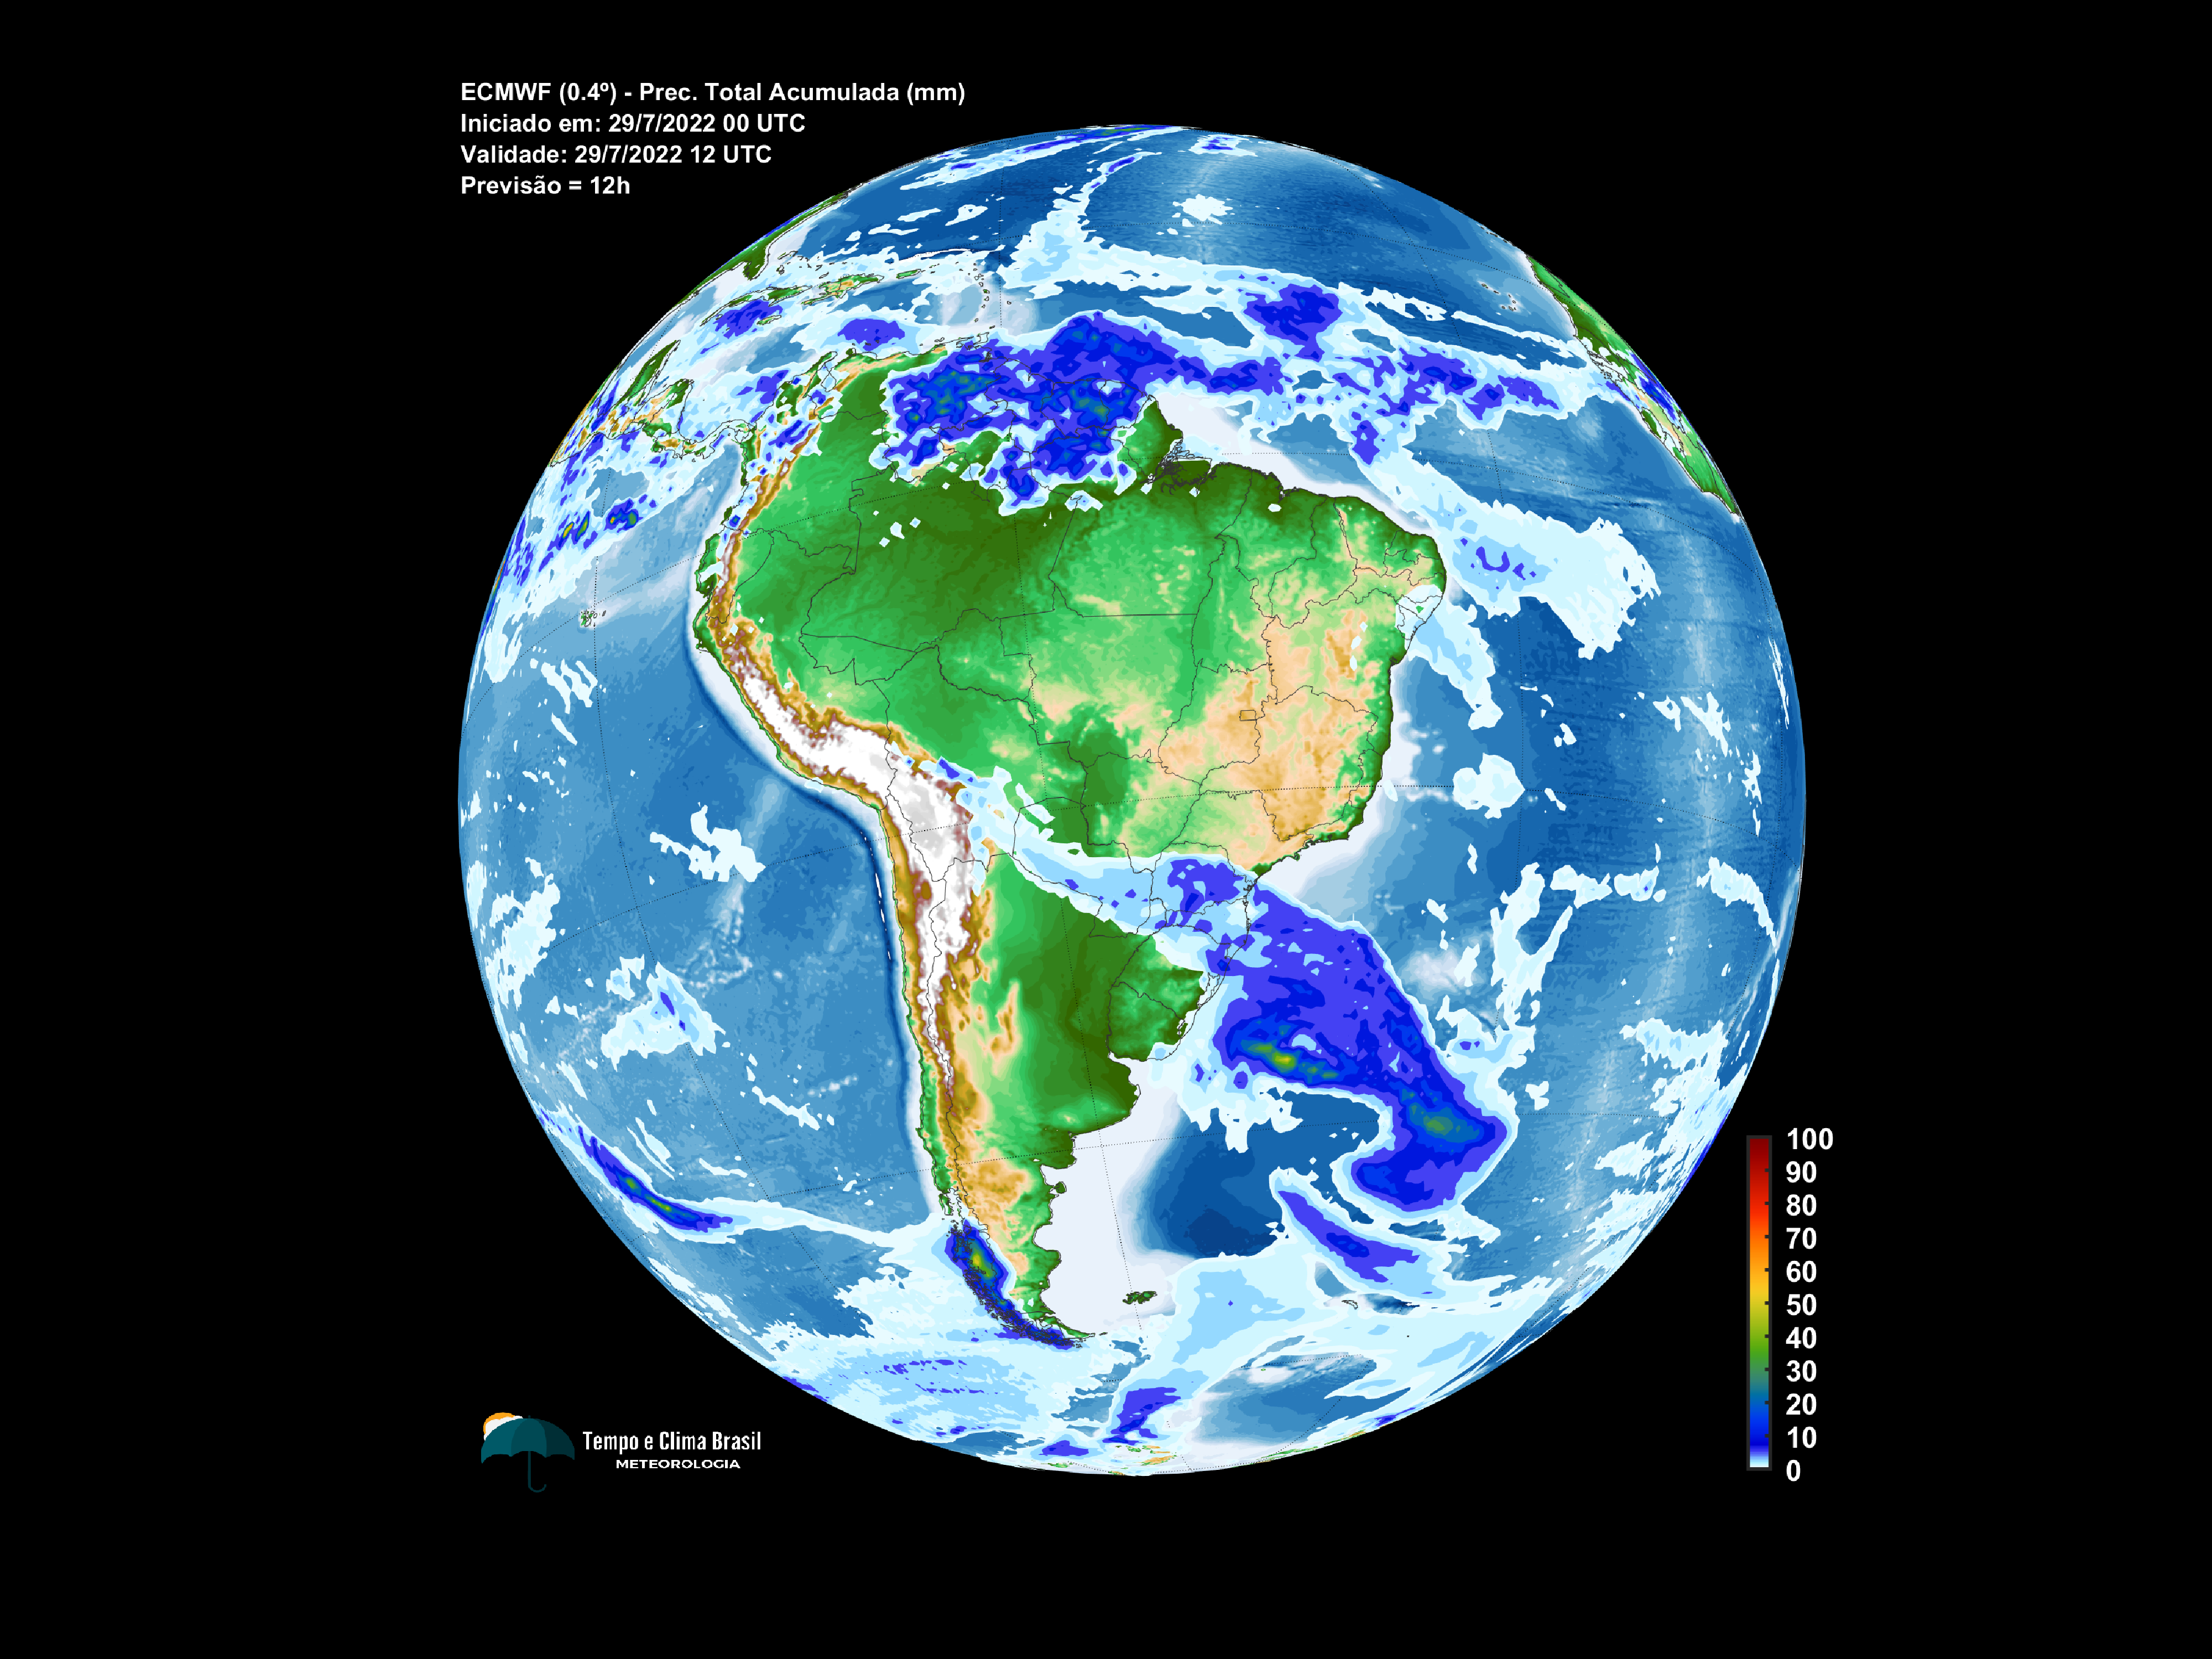 ECMWF (0.4º) - Prec. Total Acumulada (mm)
Iniciado em: 29/7/2022 00 UTC
Validade: 29/7/2022 12 UTC
Previsão = 12h
100
90
80
70
60
50
40
30
20
10
0
Tempo e Clima Brasil
METEOROLOGIA